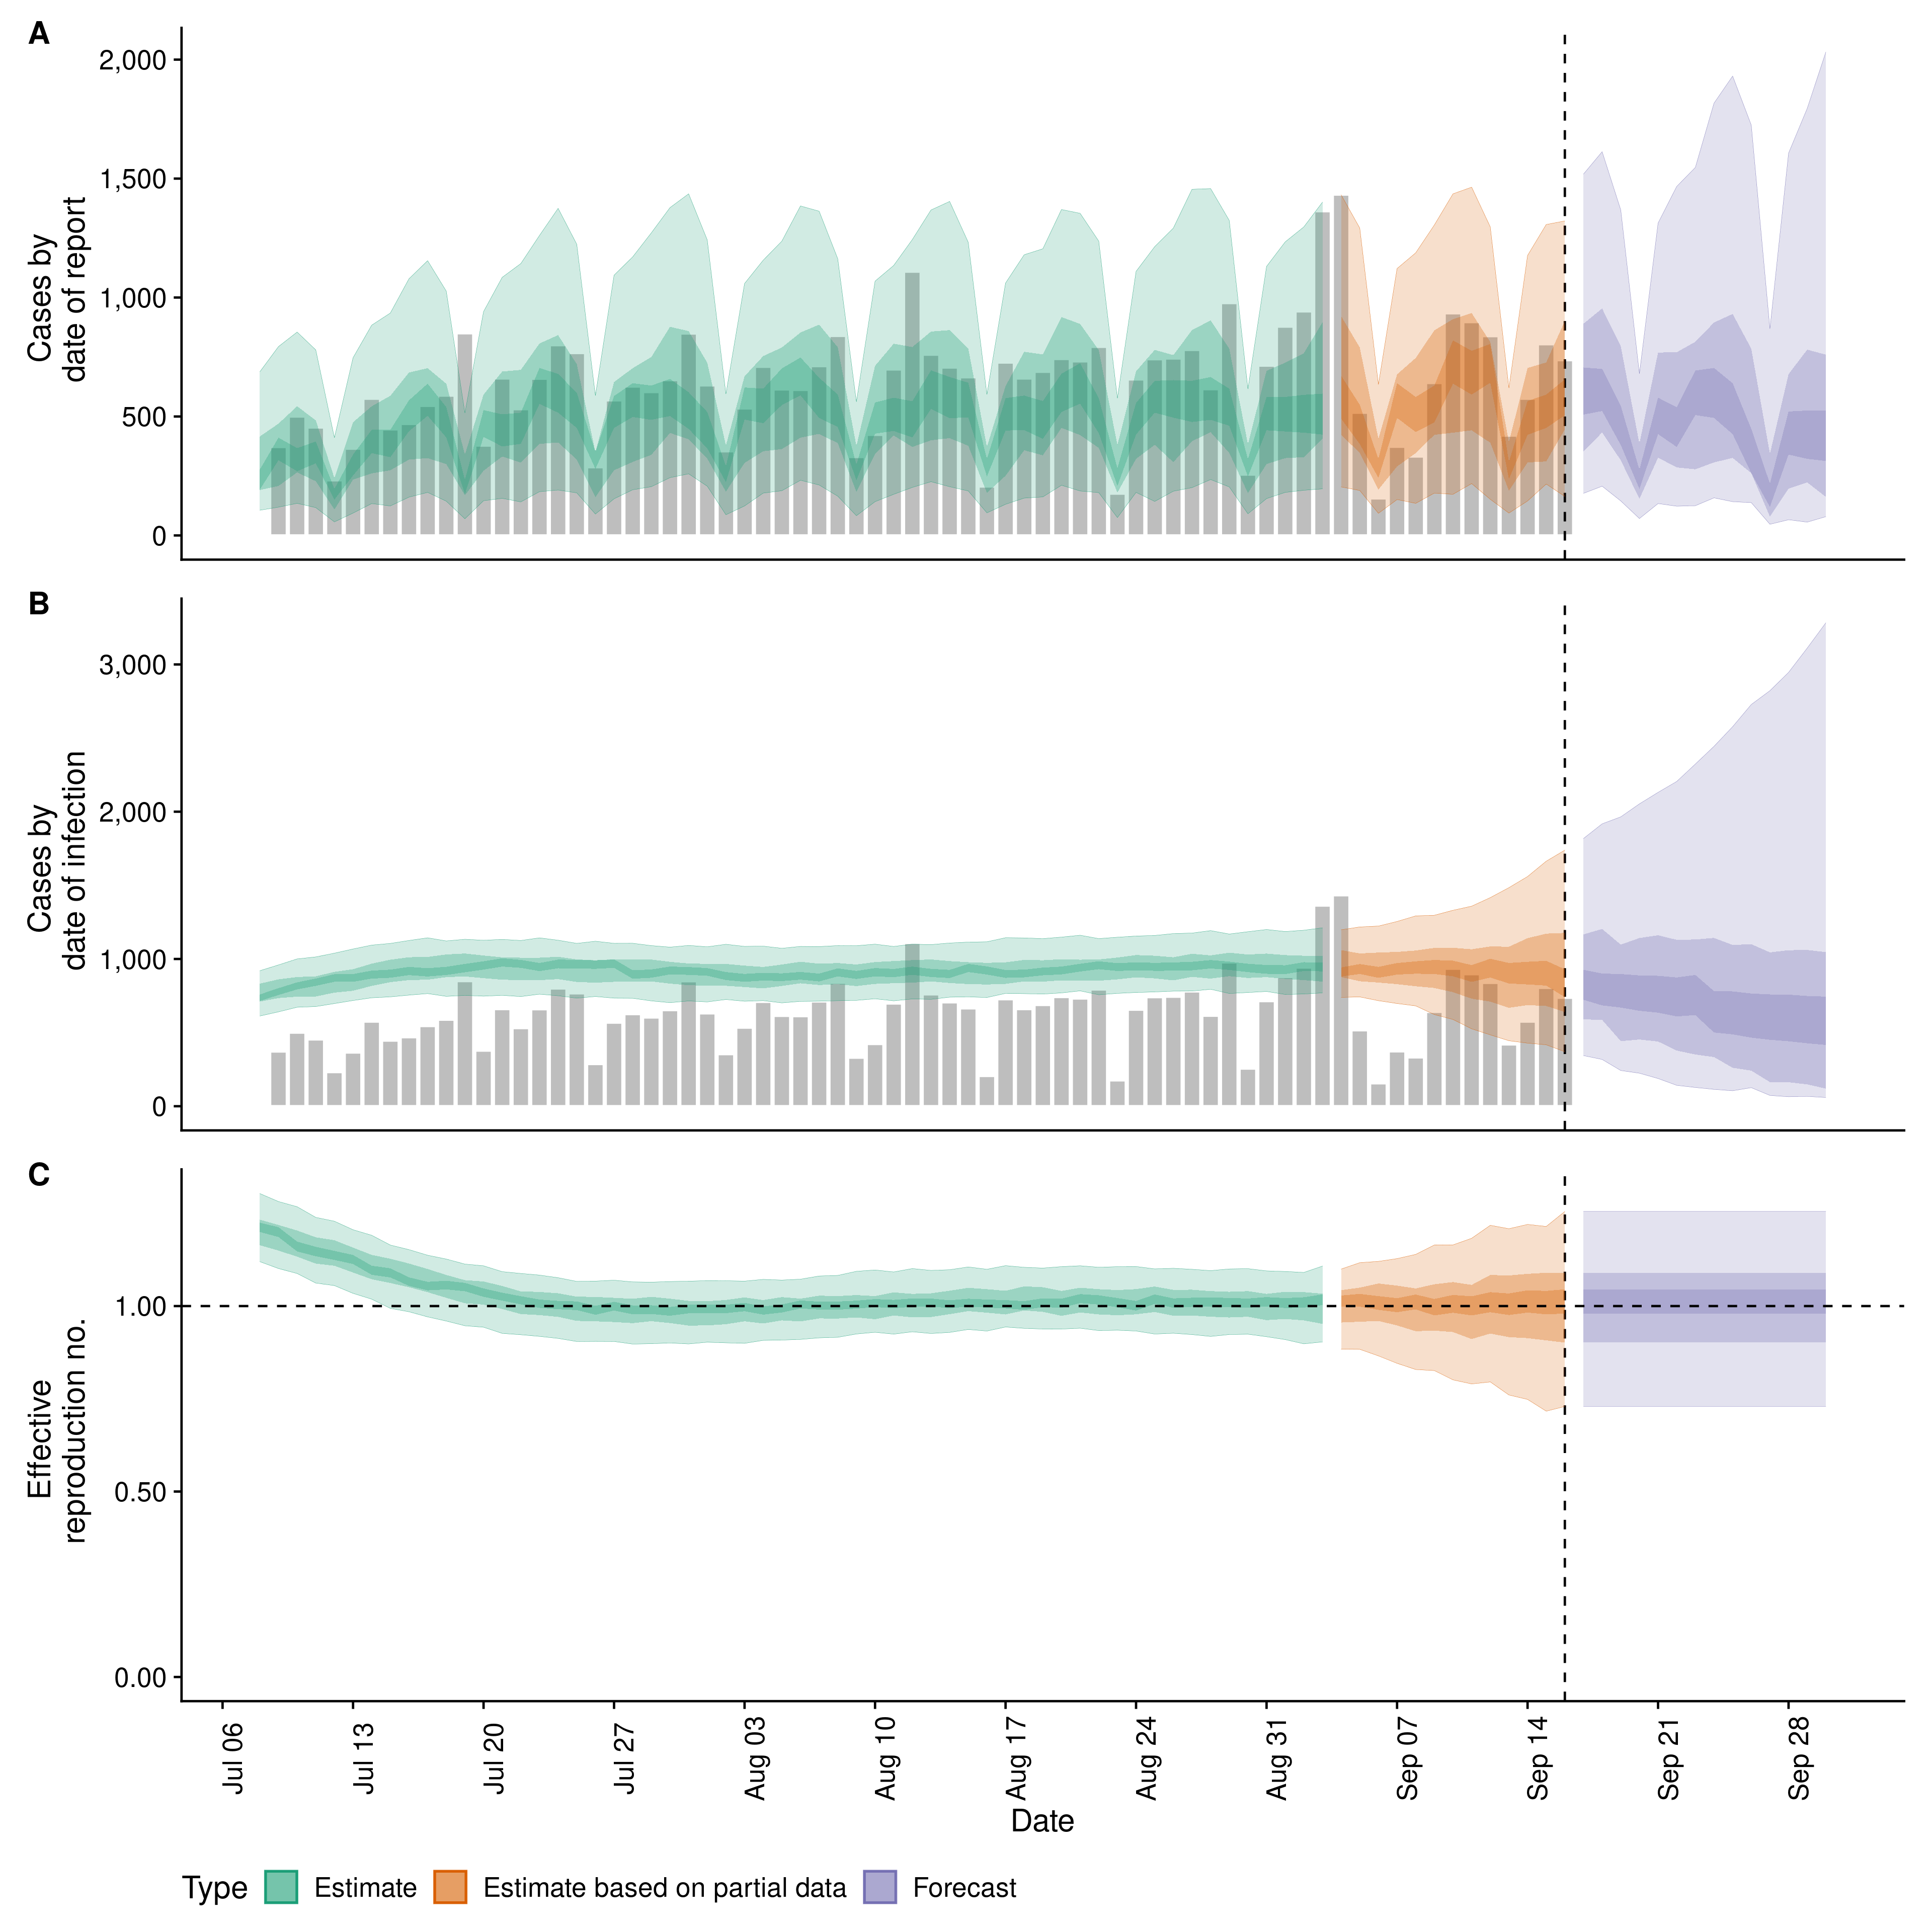 A
Cases by
date of report
2,000
1,500
1,000
500
0
B
Cases by
date of infection
3,000
2,000
1,000
0
C
Effective
reproduction no.
1.00
0.50
0.00
Jul 06
Jul 13
Jul 20
Jul 27
Aug 03
Aug 10
Aug 17
Aug 24
Aug 31
Sep 07
Sep 14
Sep 21
Sep 28
Date
Type Estimate Estimate based on partial data Forecast